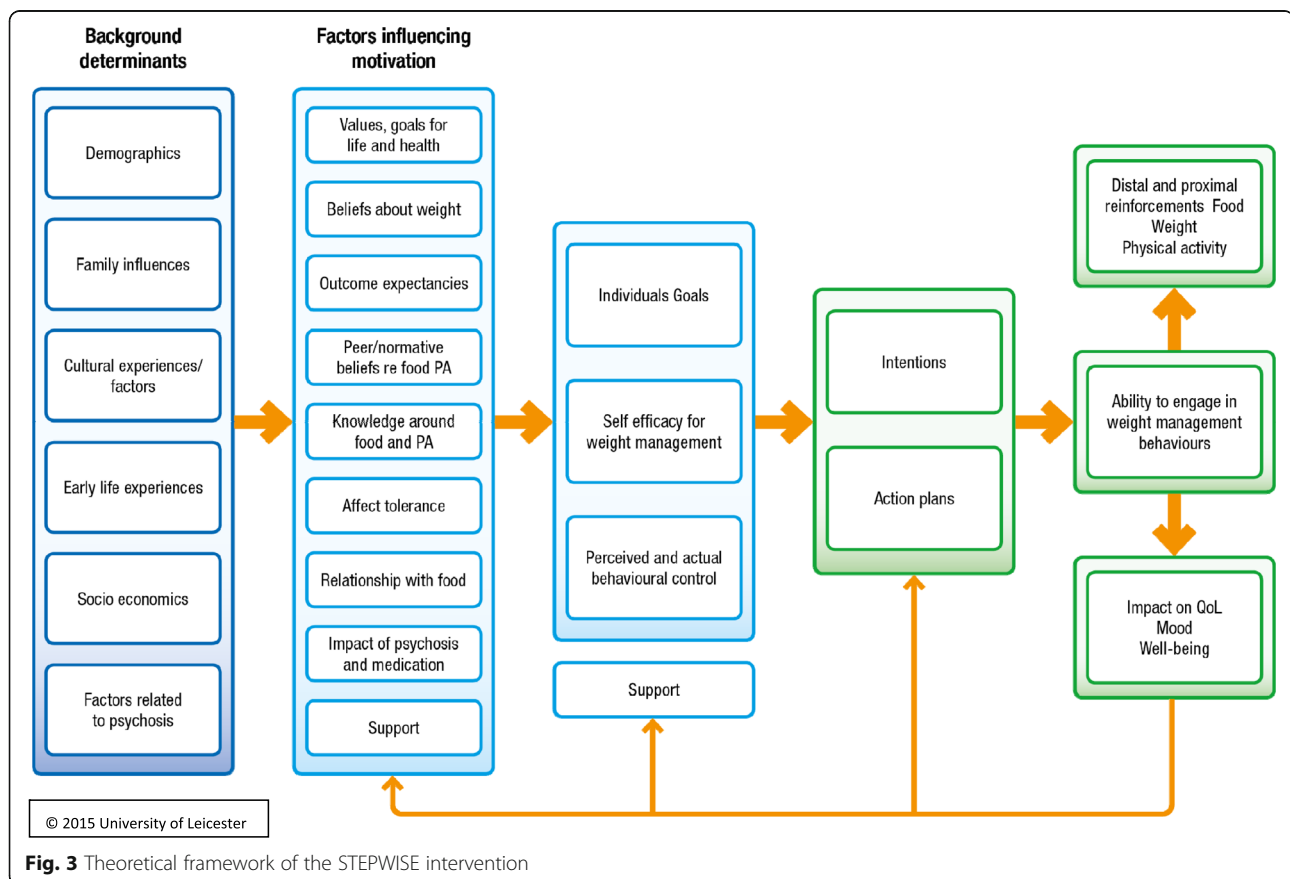 Background
determinants
Demographics
Family influences
Cultural experiences/
factors
Early life experiences
Socio economics
Factors related
to psychosis
Factors influencing
motivation
Values, goals for
life and health
Beliefs about weight
Outcome expectancies
Peer/normative
beliefs re food PA
Knowledge around
food and PA
Affect tolerance
Relationship with food
Impact of psychosis
and medication
Support
Individuals Goals
Self efficacy for
weight management
Perceived and actual
behavioural control
Support
Intentions
Action plans
Distal and proximal
reinforcements Food
Weight
Physical activity
Ability to engage in
weight management
behaviours
Impact on QoL
Mood
Well-being
© 2015 University of Leicester
Fig. 3 Theoretical framework of the STEPWISE intervention